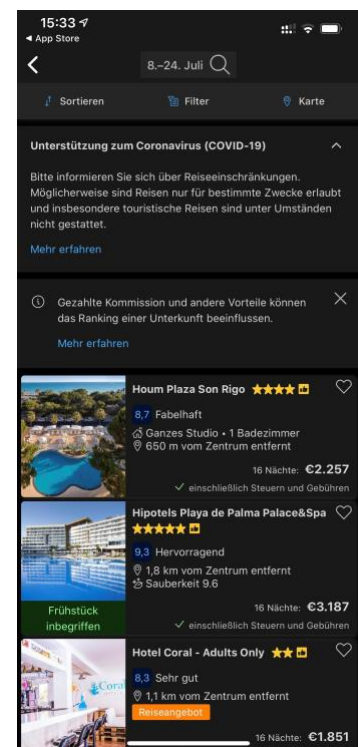 15:33
App Store
8.–24. Juli
Sortieren
Filter
Karte
Unterstützung zum Coronavirus (COVID-19)
Bitte informieren Sie sich über Reiseeinschränkungen.
Möglicherweise sind Reisen nur für bestimmte Zwecke erlaubt
und insbesondere touristische Reisen sind unter Umständen
nicht gestattet.
Mehr erfahren
Gezahlte Kommission und andere Vorteile können
das Ranking einer Unterkunft beeinflussen.
Mehr erfahren
Houm Plaza Son Rigo
8,7 Fabelhaft
Ganzes Studio • 1 Badezimmer
650 m vom Zentrum entfernt
16 Nächte: €2.257
einschließlich Steuern und Gebühren
Hipotels Playa de Palma Palace&Spa
9,3 Hervorragend
1,8 km vom Zentrum entfernt
Sauberkeit 9.6
Frühstück
inbegriffen
16 Nächte: €3.187
einschließlich Steuern und Gebühren
Hotel Coral - Adults Only
8,3 Sehr gut
1,1 km vom Zentrum entfernt
Reiseangebot
Coral
16 Nächte: €1.851